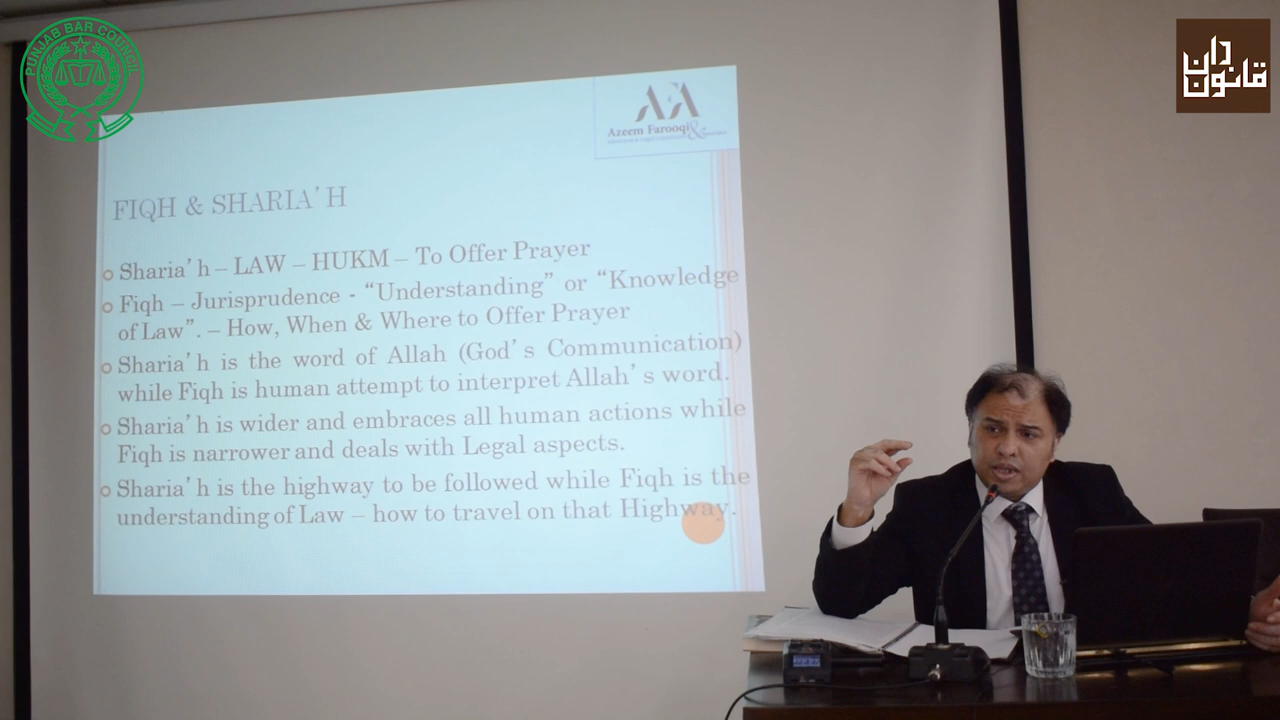 PUNJAB BAR COUNCIL
قانون دان
AFA
Azeem Farooqi &
FIQH & SHARIA'H
Sharia'h – LAW – HUKM – To Offer Prayer
Fiqh – Jurisprudence - "Understanding" or "Knowledge
of Law". – How, When & Where to Offer Prayer
Sharia'h is the word of Allah (God's Communication)
while Fiqh is human attempt to interpret Allah's word.
Sharia'h is wider and embraces all human actions while
Fiqh is narrower and deals with Legal aspects.
Sharia'h is the highway to be followed while Fiqh is the
understanding of Law – how to travel on that Highway.